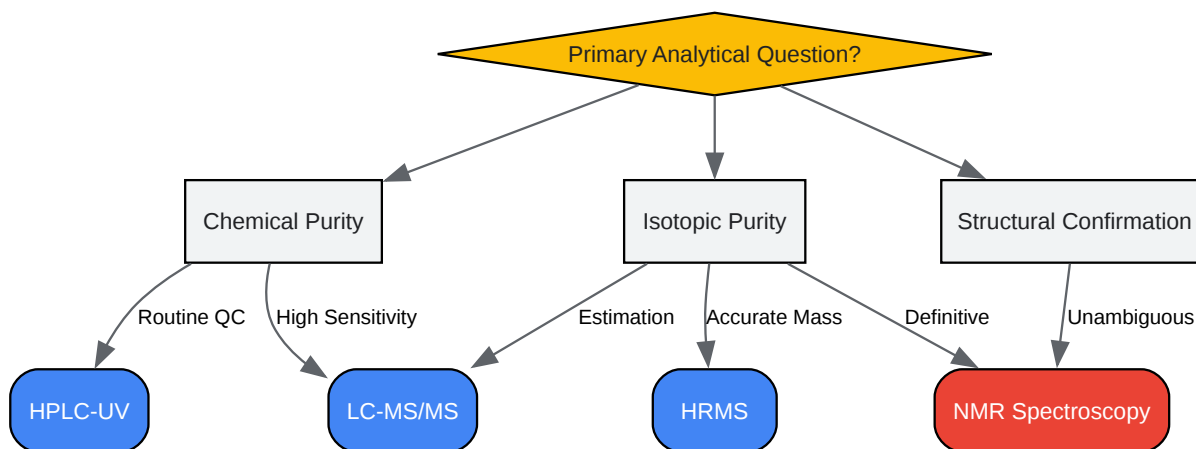 Primary Analytical Question?
Chemical Purity
Isotopic Purity
Structural Confirmation
Routine QC
High Sensitivity
Estimation
Accurate Mass
Definitive
Unambiguous
HPLC-UV
LC-MS/MS
HRMS
NMR Spectroscopy